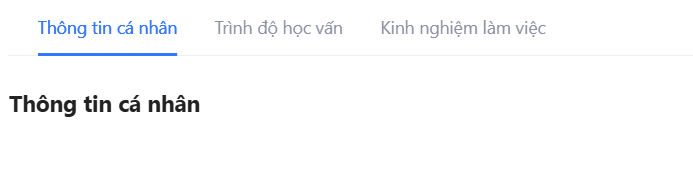 Thông tin cá nhân Trình độ học vấn Kinh nghiệm làm việc
Thông tin cá nhân